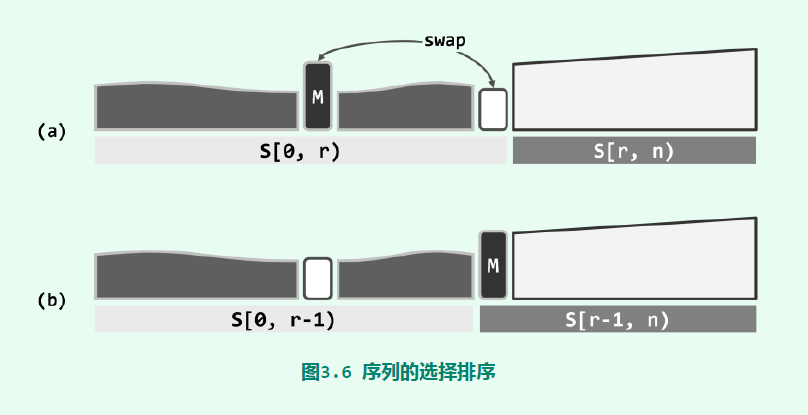 swap
M
(a)
S[0, r) S[r, n)
M
(b)
S[0, r-1) S[r-1, n)
图3.6 序列的选择排序